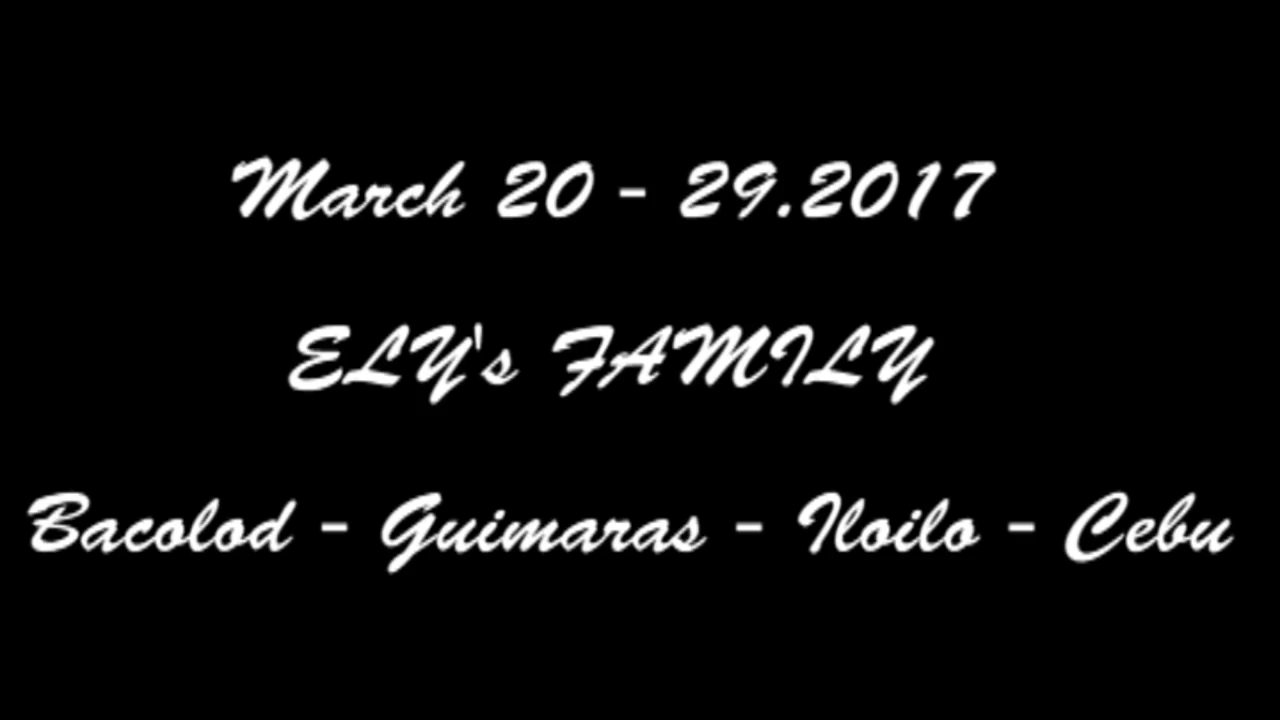 March 20 - 29.2017
ELY's FAMILY
Bacolod - Guimaras - Iloilo - Cebu